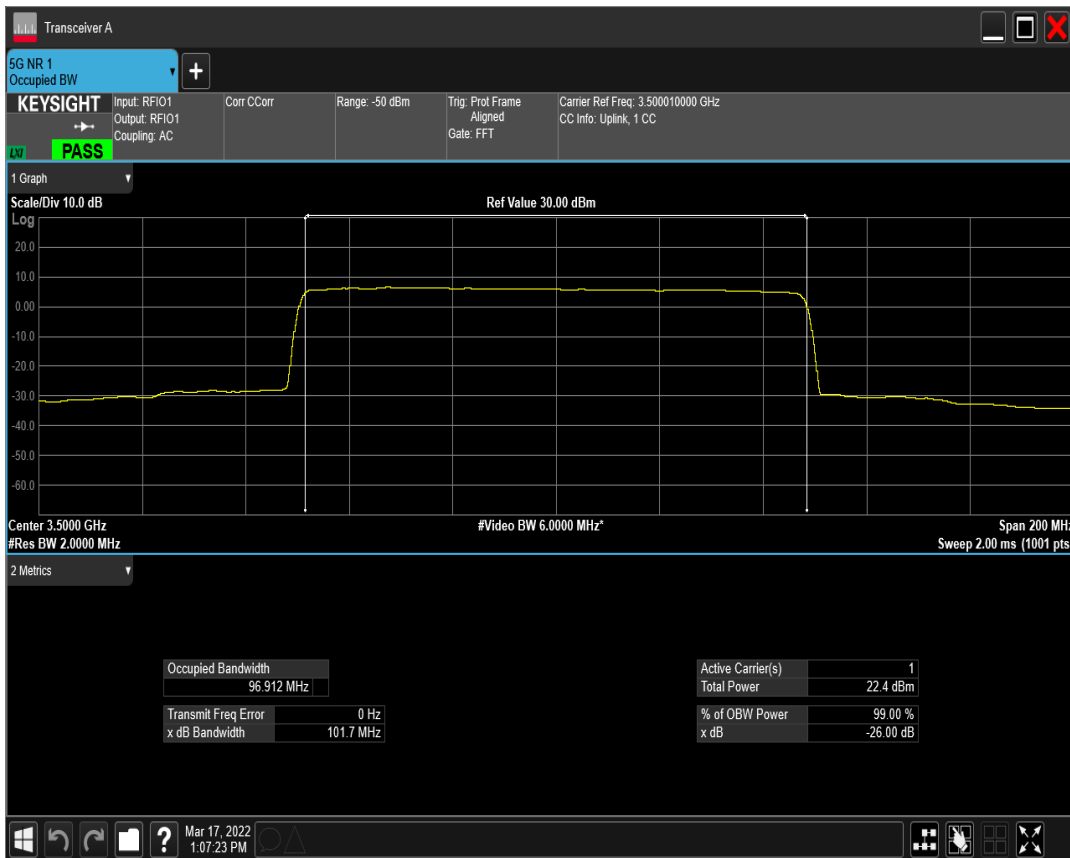 Transceiver A
5G NR 1
Occupied BW
+
KEYSIGHT
LXI
PASS
Input: RFIO1
Output: RFIO1
Coupling: AC
Corr CCorr
Range: -50 dBm
Trig: Prot Frame
Aligned
Gate: FFT
Carrier Ref Freq: 3.500010000 GHz
CC Info: Uplink, 1 CC
1 Graph
Scale/Div 10.0 dB
Ref Value 30.00 dBm
Log
20.0
10.0
0.00
-10.0
-20.0
-30.0
-40.0
-50.0
-60.0
Center 3.5000 GHz
#Video BW 6.0000 MHz*
Span 200 MHz
#Res BW 2.0000 MHz
Sweep 2.00 ms (1001 pts
2 Metrics
Occupied Bandwidth
96.912 MHz
Transmit Freq Error 0 Hz
x dB Bandwidth 101.7 MHz
Active Carrier(s) 1
Total Power 22.4 dBm
% of OBW Power 99.00 %
x dB -26.00 dB
?
Mar 17, 2022
1:07:23 PM